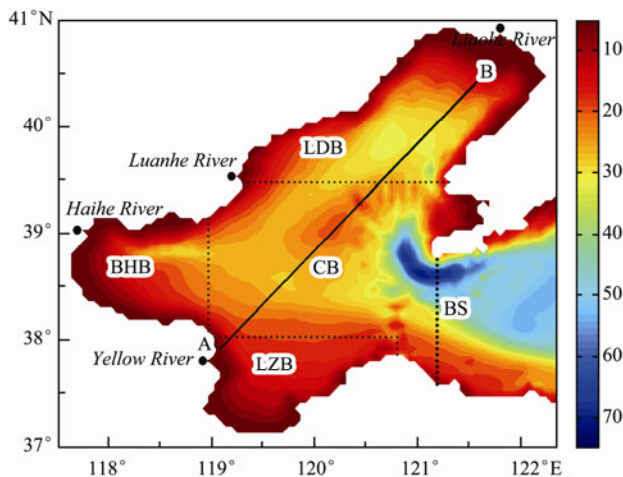 41°N
40°
39°
38°
37°
118°
119°
120°
121°
122°E
Liaohe River
B
LDB
Luanhe River
Haihe River
BHB
CB
BS
A
Yellow River
LZB
10
20
30
40
50
60
70